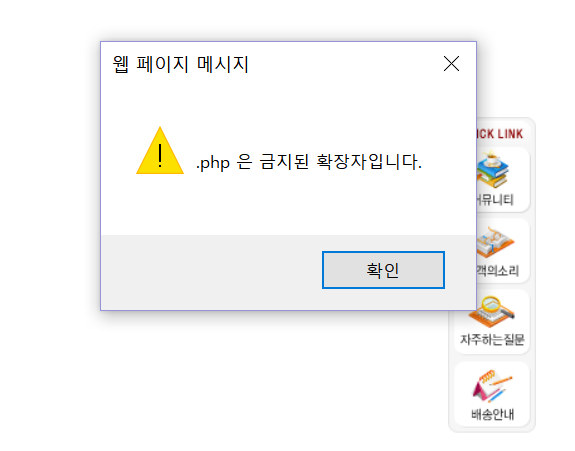 웹 페이지 메시지
.php 은 금지된 확장자입니다.
확인
LINK
자주하는질문
배송안내